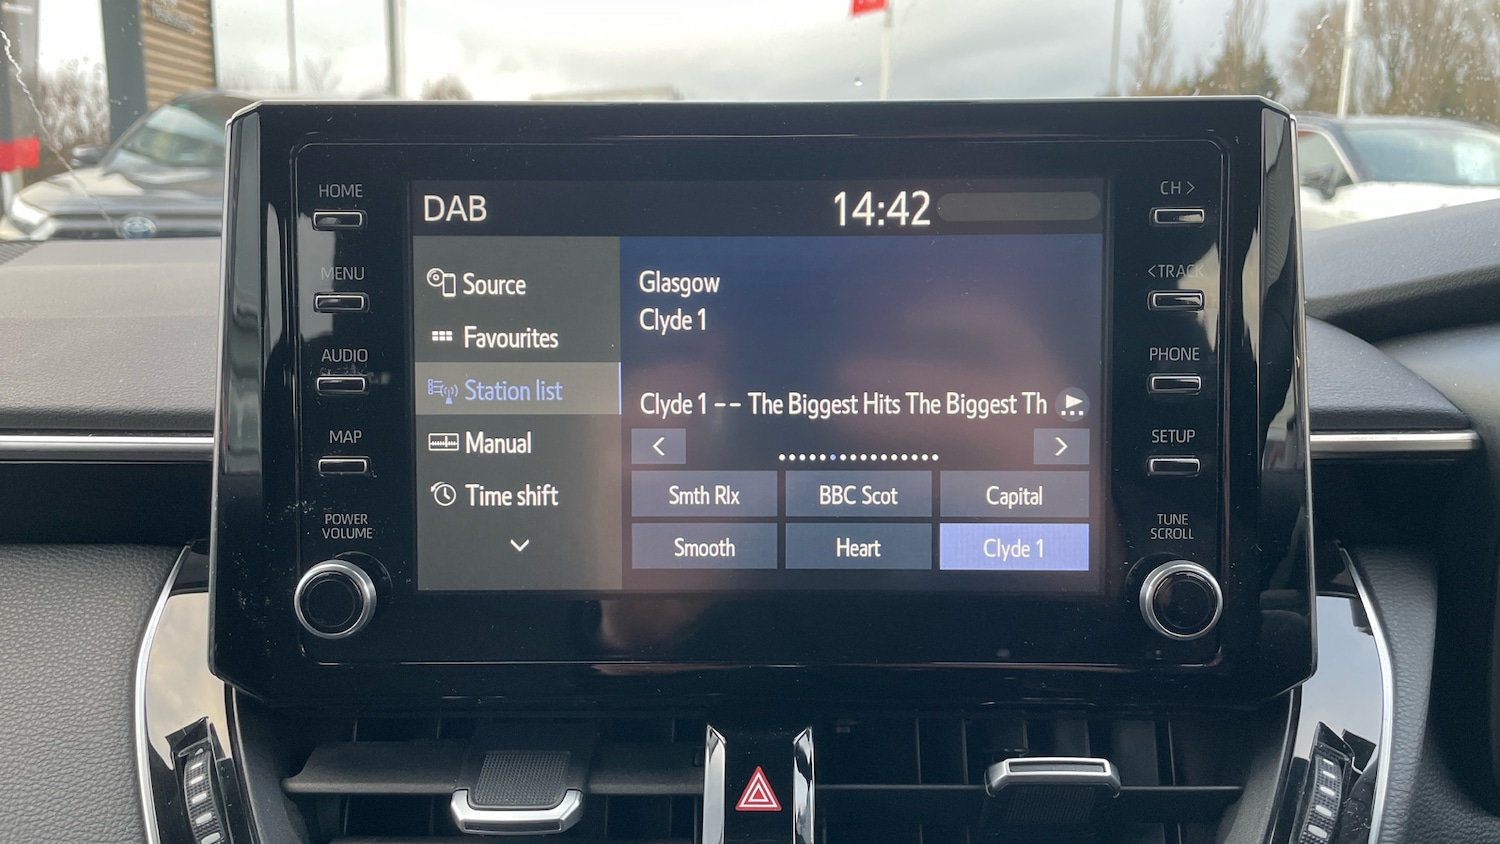 HOME
MENU
AUDIO
MAP
POWER
VOLUME
DAB
14:42
Source
Favourites
Station list
Manual
Time shift
Glasgow
Clyde 1
Clyde 1 -- The Biggest Hits The Biggest Th
Smth Rlx
BBC Scot
Capital
Smooth
Heart
Clyde 1
CH >
< TRACK
PHONE
SETUP
TUNE
SCROLL